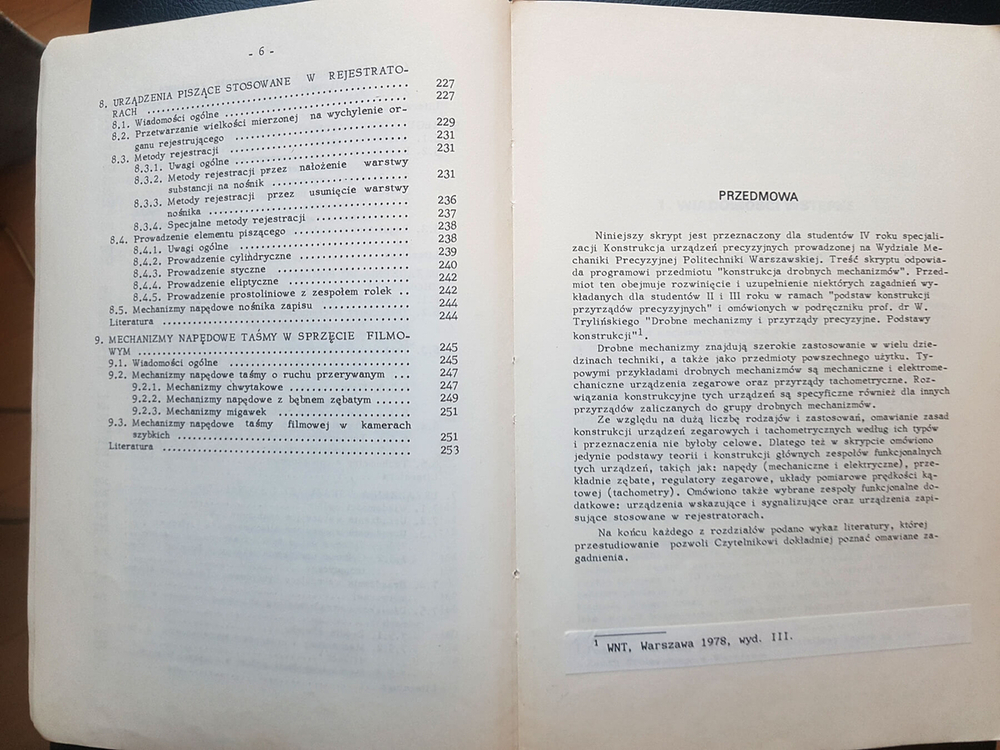 - 6 -
8. URZĄDZENIA PISZĄCE STOSOWANE W REJESTRATO-
RACH .......... 227
8.1. Wiadomości ogólne .......... 227
8.2. Przetwarzanie wielkości mierzonej na wychylenie or-
ganu rejestrującego .......... 229
8.3. Metody rejestracji .......... 231
8.3.1. Uwagi ogólne .......... 231
8.3.2. Metody rejestracji przez nałożenie warstwy
substancji na nośnik .......... 231
8.3.3. Metody rejestracji przez usunięcie warstwy
nośnika .......... 236
8.3.4. Specjalne metody rejestracji .......... 237
8.4. Prowadzenie elementu piszącego .......... 238
8.4.1. Uwagi ogólne .......... 238
8.4.2. Prowadzenie cylindryczne .......... 239
8.4.3. Prowadzenie styczne .......... 240
8.4.4. Prowadzenie eliptyczne .......... 242
8.4.5. Prowadzenie prostoliniowe z zespołem rolek .. 242
8.5. Mechanizmy napędowe nośnika zapisu .......... 244
Literatura .......... 244
9. MECHANIZMY NAPĘDOWE TAŚMY W SPRZĘCIE FILMO-
WYM .......... 245
9.1. Wiadomości ogólne .......... 245
9.2. Mechanizmy napędowe taśmy o ruchu przerywanym .... 247
9.2.1. Mechanizmy chwytakowe .......... 247
9.2.2. Mechanizmy napędowe z bębnem zębatym .......... 249
9.2.3. Mechanizmy migawek .......... 251
9.3. Mechanizmy napędowe taśmy filmowej w kamerach
szybkich .......... 251
Literatura .......... 253
PRZEDMOWA
Niniejszy skrypt jest przeznaczony dla studentów IV roku specjali-
zacji Konstrukcja urządzeń precyzyjnych prowadzonej na Wydziale Me-
chaniki Precyzyjnej Politechniki Warszawskiej. Treść skryptu odpowia-
da programowi przedmiotu "konstrukcja drobnych mechanizmów". Przed-
miot ten obejmuje rozwinięcie i uzupełnienie niektórych zagadnień wy-
kładanych dla studentów II i III roku w ramach "podstaw konstrukcji
przyrządów precyzyjnych" i omówionych w podręczniku prof. dr W.
Trylińskiego "Drobne mechanizmy i przyrządy precyzyjne. Podstawy
konstrukcji"1.
Drobne mechanizmy znajdują szerokie zastosowanie w wielu dzie-
dzinach techniki, a także jako przedmioty powszechnego użytku. Ty-
powymi przykładami drobnych mechanizmów są mechaniczne i elektrome-
chaniczne urządzenia zegarowe oraz przyrządy tachometryczne. Roz-
wiązania konstrukcyjne tych urządzeń są specyficzne również dla innych
przyrządów zaliczanych do grupy drobnych mechanizmów.
Ze względu na dużą liczbę rodzajów i zastosowań, omawianie zasad
konstrukcji urządzeń zegarowych i tachometrycznych według ich typów
i przeznaczenia nie byłoby celowe. Dlatego też w skrypcie omówiono
jedynie podstawy teorii i konstrukcji głównych zespołów funkcjonalnych
tych urządzeń, takich jak: napędy (mechaniczne i elektryczne), prze-
kładnie zębate, regulatory zegarowe, układy pomiarowe prędkości ką-
towej (tachometry). Omówiono także wybrane zespoły funkcjonalne do-
datkowe: urządzenia wskazujące i sygnalizujące oraz urządzenia zapi-
sujące stosowane w rejestratorach.
Na końcu każdego z rozdziałów podano wykaz literatury, której
przestudiowanie pozwoli Czytelnikowi dokładniej poznać omawiane za-
gadnienia.
1 WNT, Warszawa 1978, wyd. III.